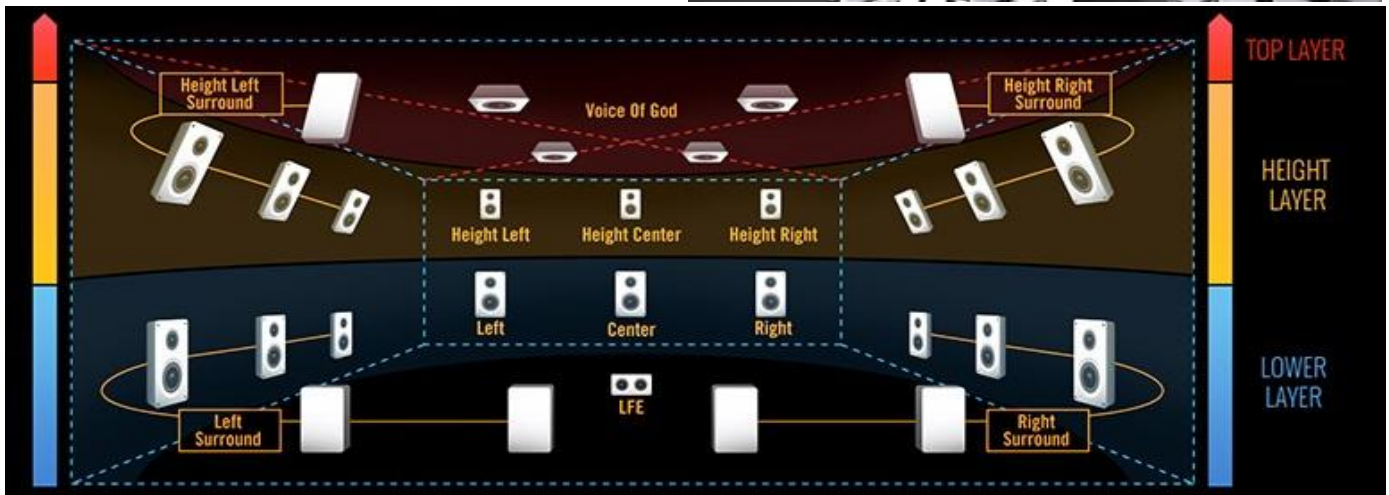 TOP LAYER
Height Left
Surround
Voice Of God
Height Right
Surround
HEIGHT
LAYER
Height Left
Height Center
Height Right
Left
Center
Right
LOWER
LAYER
LFE
Left
Surround
Right
Surround